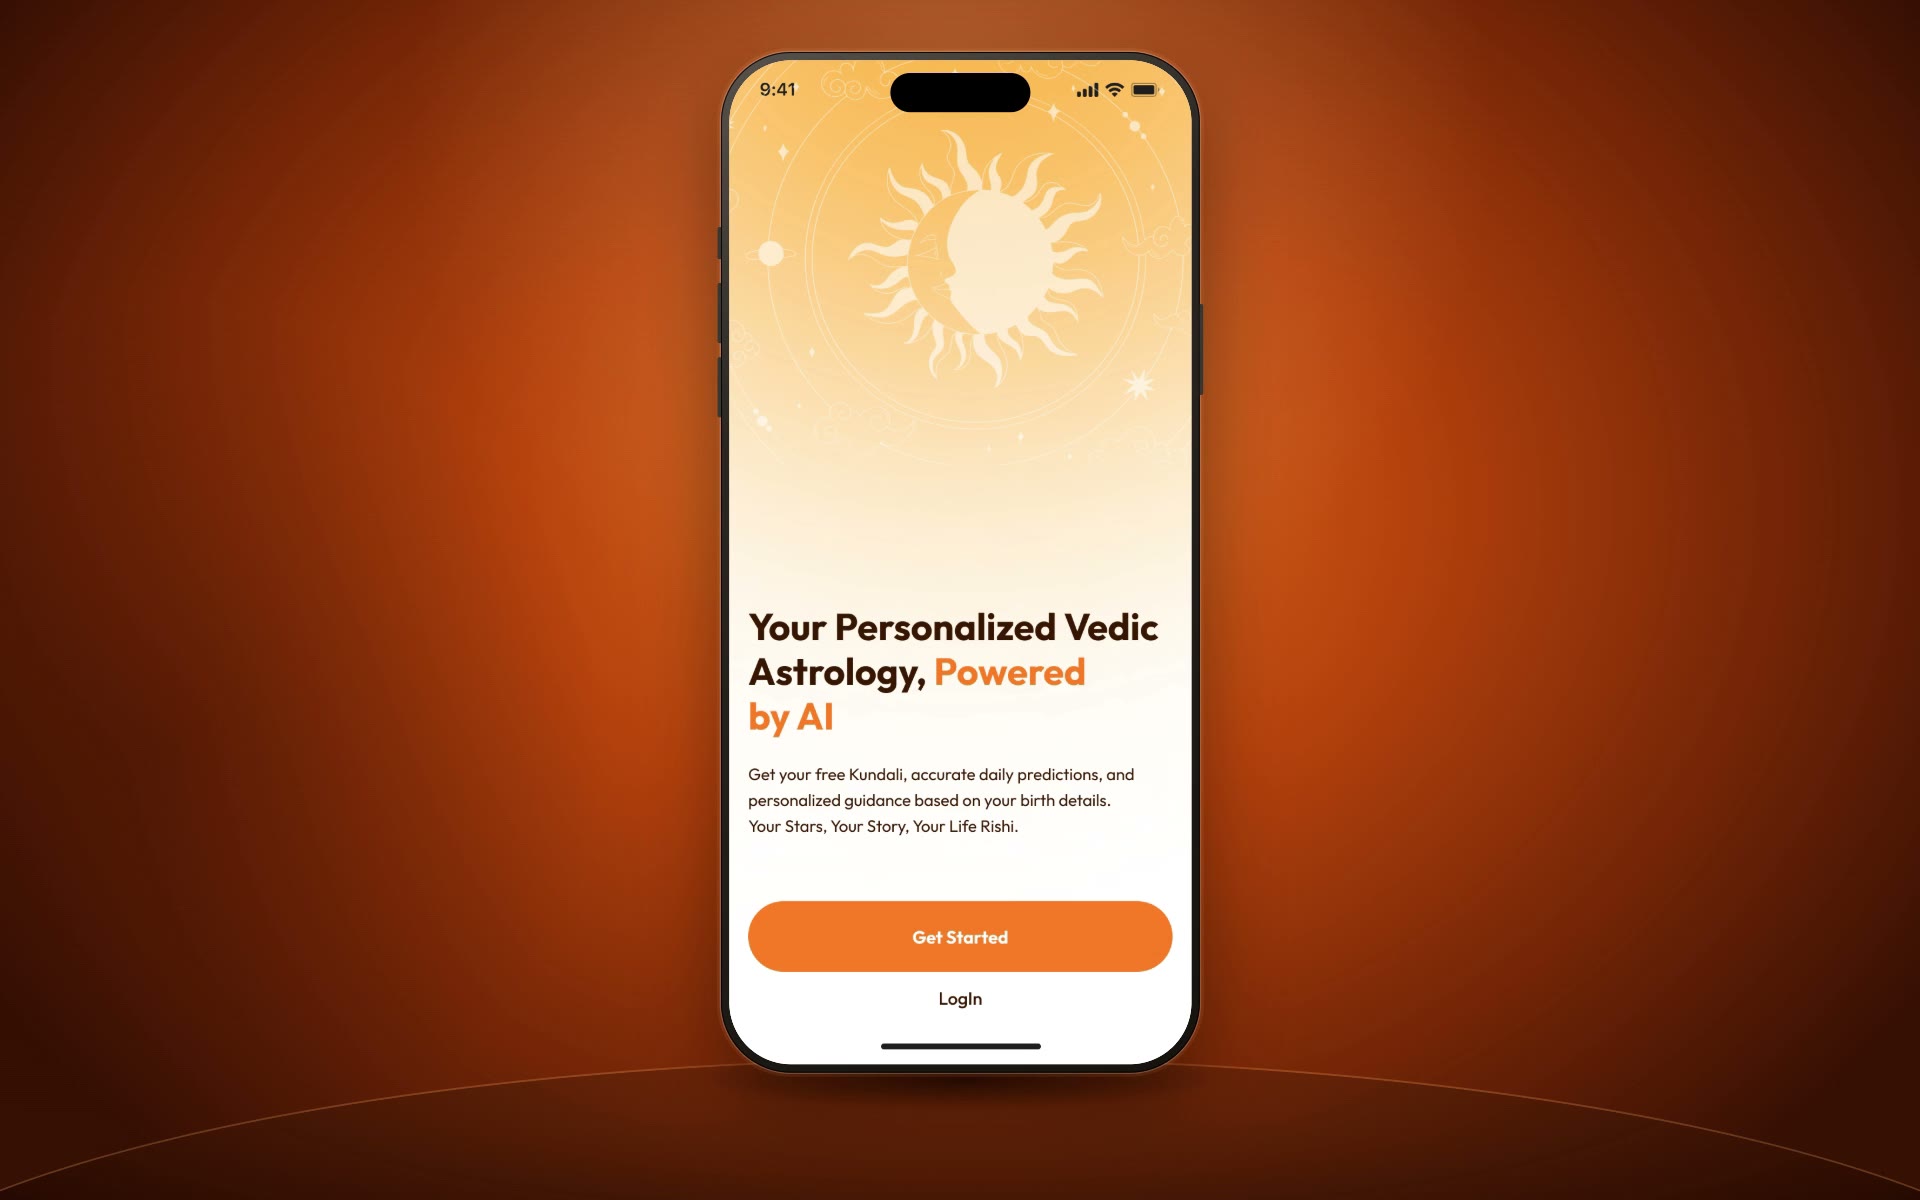 9:41
Your Personalized Vedic
Astrology, Powered
by AI
Get your free Kundali, accurate daily predictions, and
personalized guidance based on your birth details.
Your Stars, Your Story, Your Life Rishi.
Get Started
LogIn